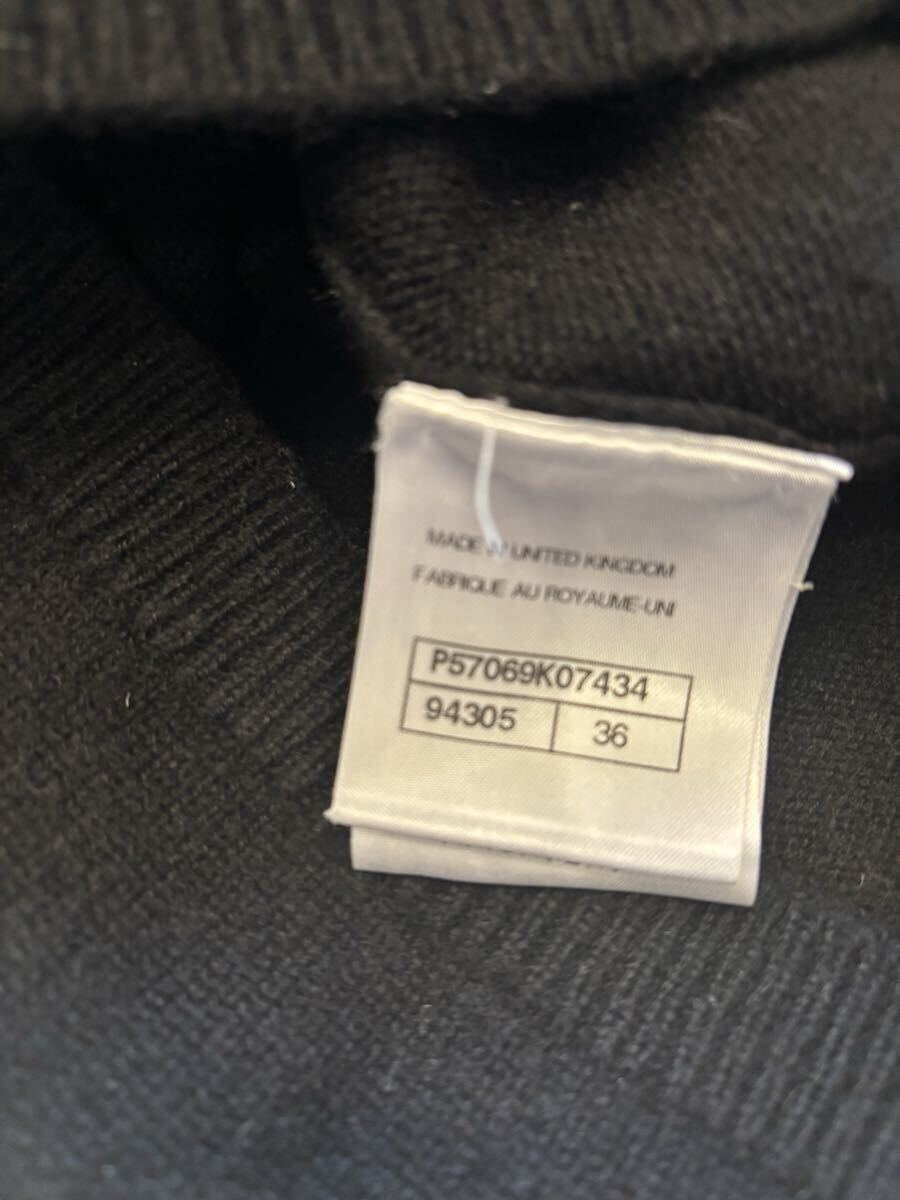 MADE IN UNITED KINGDOM
FABRIQUE AU ROYAUME-UNI
P57069K07434
94305 36